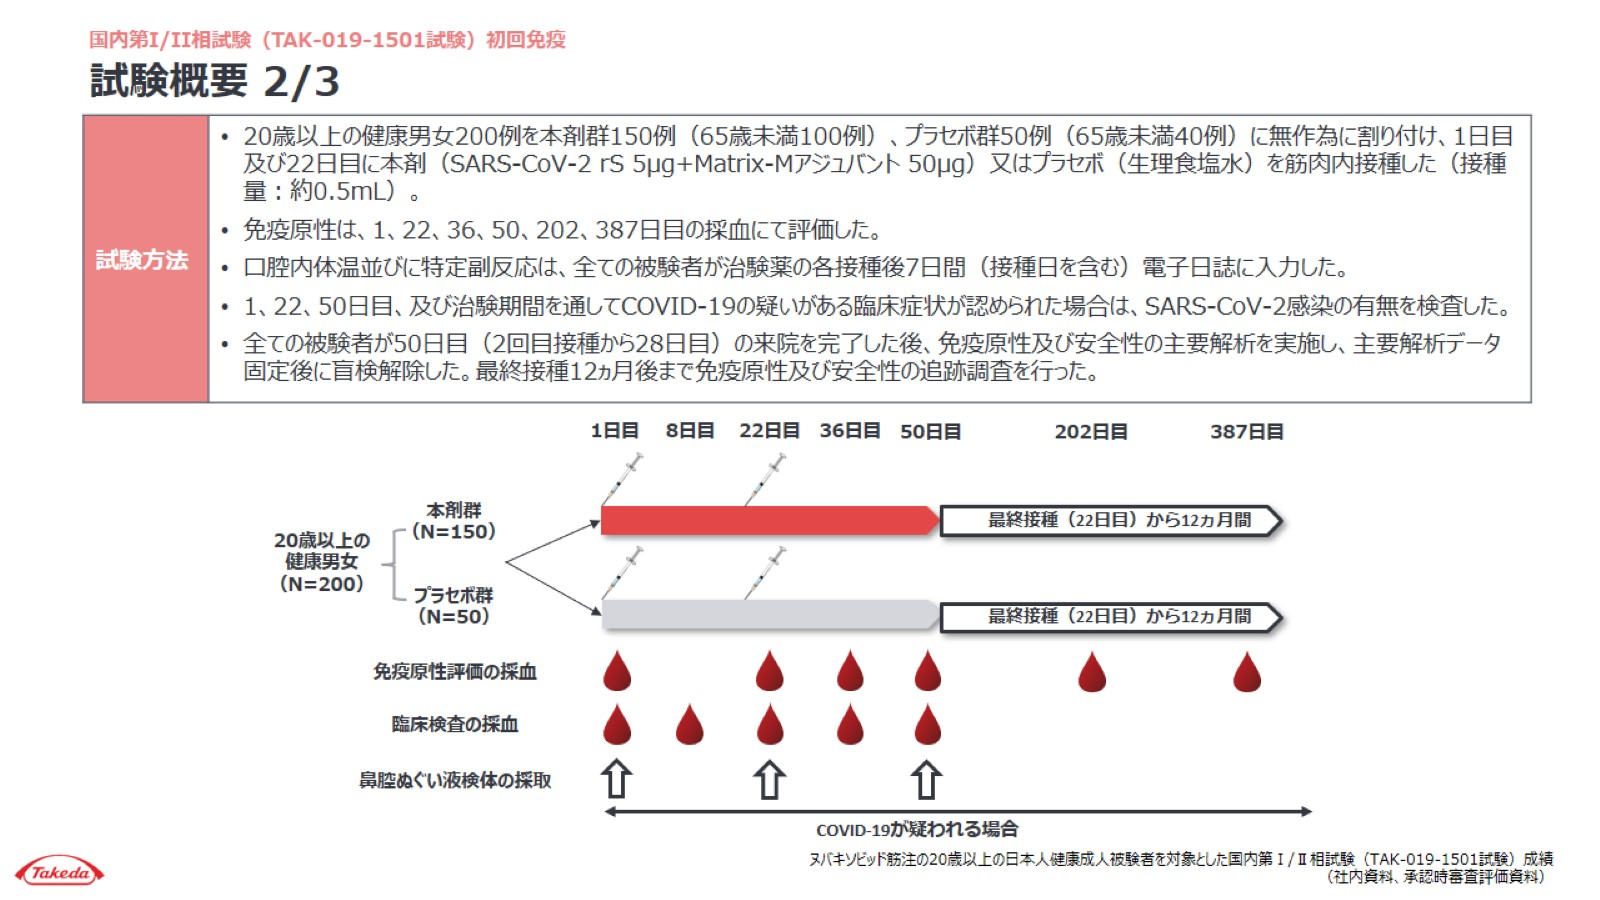 国内第I/II相試験（TAK-019-1501試験）初回免疫
試験概要 2/3
試験方法
• 20歳以上の健康男女200例を本剤群150例（65歳未満100例）、プラセボ群50例（65歳未満40例）に無作為に割り付け、1日目
及び22日目に本剤（SARS-CoV-2 rS 5μg+Matrix-Mアジュバント 50μg）又はプラセボ（生理食塩水）を筋肉内接種した（接種
量：約0.5mL）。
• 免疫原性は、1、22、36、50、202、387日目の採血にて評価した。
• 口腔内体温並びに特定副反応は、全ての被験者が治験薬の各接種後7日間（接種日を含む）電子日誌に入力した。
• 1、22、50日目、及び治験期間を通してCOVID-19の疑いがある臨床症状が認められた場合は、SARS-CoV-2感染の有無を検査した。
• 全ての被験者が50日目（2回目接種から28日目）の来院を完了した後、免疫原性及び安全性の主要解析を実施し、主要解析データ
固定後に盲検解除した。最終接種12ヵ月後まで免疫原性及び安全性の追跡調査を行った。
1日目 8日目 22日目 36日目 50日目 202日目 387日目
20歳以上の
健康男女
（N=200）
本剤群
（N=150）
最終接種（22日目）から12ヵ月間
プラセボ群
（N=50）
最終接種（22日目）から12ヵ月間
免疫原性評価の採血
臨床検査の採血
鼻腔ぬぐい液検体の採取
COVID-19が疑われる場合
ヌバキソビッド筋注の20歳以上の日本人健康成人被験者を対象とした国内第Ⅰ/Ⅱ相試験（TAK-019-1501試験）成績
（社内資料、承認時審査評価資料）
Takeda